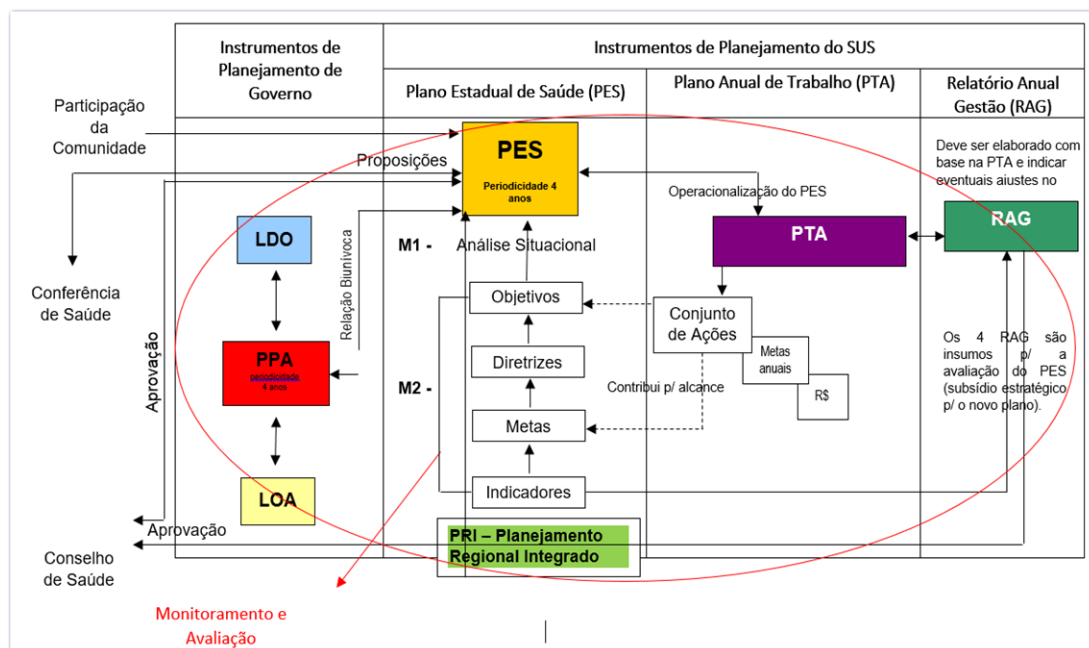 Instrumentos de
Planejamento de
Governo
Instrumentos de Planejamento do SUS
Plano Estadual de Saúde (PES)
Plano Anual de Trabalho (PTA)
Relatório Anual
Gestão (RAG)
Participação
da
Comunidade
Proposições
PES
Periodicidade 4
anos
Operacionalização do PES
Deve ser elaborado com
base na PTA e indicar
eventuais aiustes no
LDO
Relação Biunívoca
M1 -
Análise Situacional
PTA
RAG
Conferência
de Saúde
Objetivos
Conjunto
de Ações
Metas
anuais
R$
Aprovação
PPA
periodicidade
4 anos
Diretrizes
M2 -
Contribui p/ alcance
Os 4 RAG são
insumos p/ a
avaliação do PES
(subsídio estratégico
p/ o novo plano).
Metas
LOA
Indicadores
Aprovação
PRI – Planejamento
Regional Integrado
Conselho
de Saúde
Monitoramento e
Avaliação